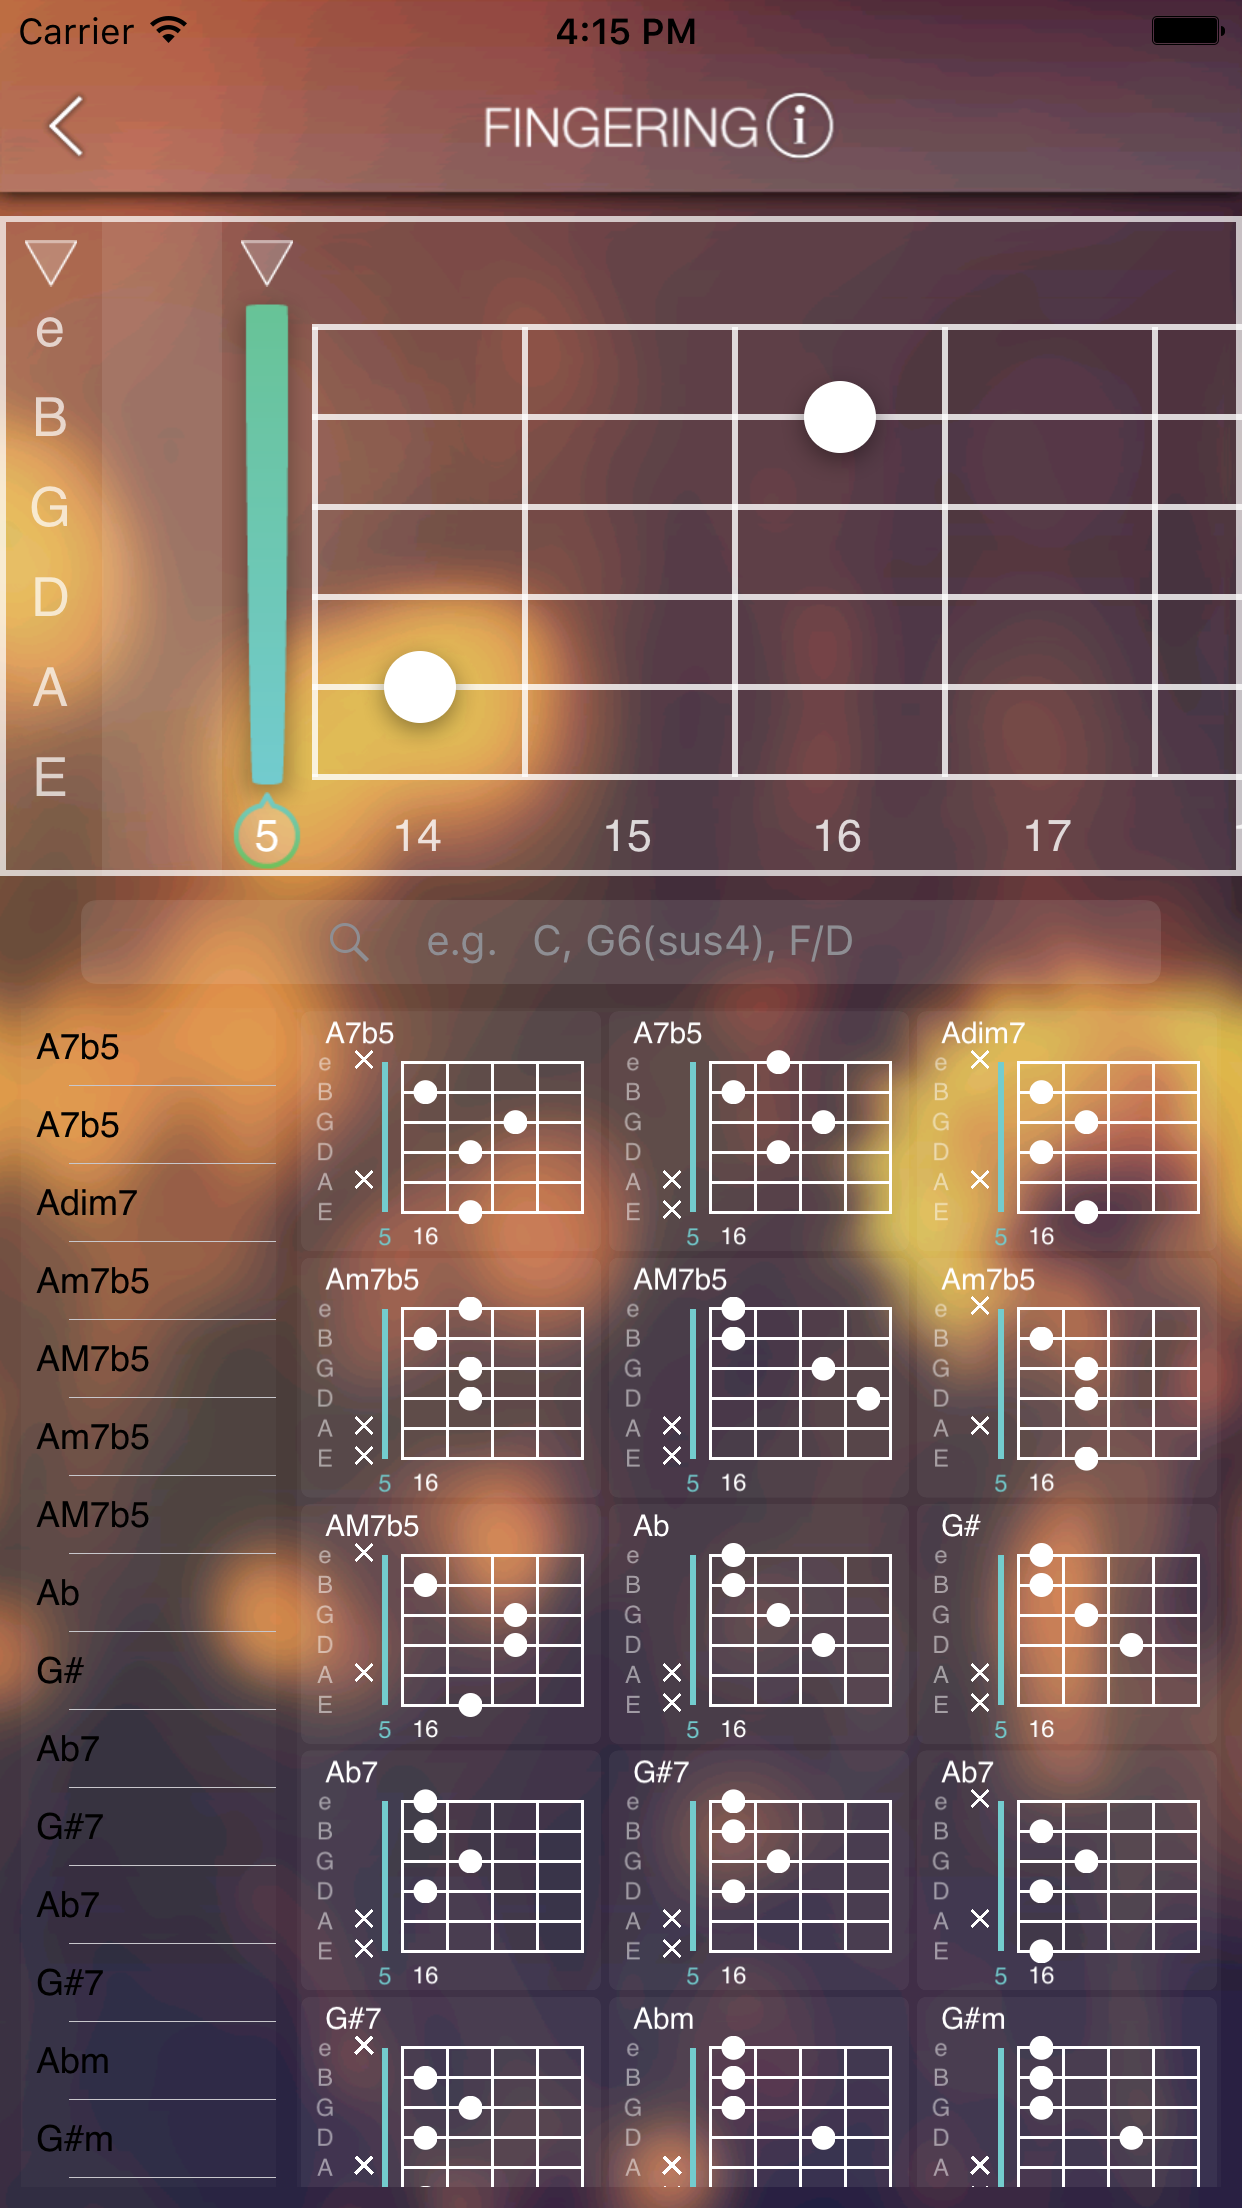 Carrier 4:15 PM
FINGERING i
e
B
G
D
A
E
5 14 15 16 17
e.g. C, G6(sus4), F/D
A7b5
A7b5
Adim7
Am7b5
AM7b5
Am7b5
AM7b5
Ab
G#
Ab7
G#7
Ab7
G#7
Abm
G#m
A7b5 A7b5 Adim7
e e e
B B B
G G G
D D D
A A A
E E E
5 16 5 16 5 16
Am7b5 AM7b5 Am7b5
e e e
B B B
G G G
D D D
A A A
E E E
5 16 5 16 5 16
AM7b5 Ab G#
e e e
B B B
G G G
D D D
A A A
E E E
5 16 5 16 5 16
Ab7 G#7 Ab7
e e e
B B B
G G G
D D D
A A A
E E E
5 16 5 16 5 16
G#7 Abm G#m
e e e
B B B
G G G
D D D
A A A